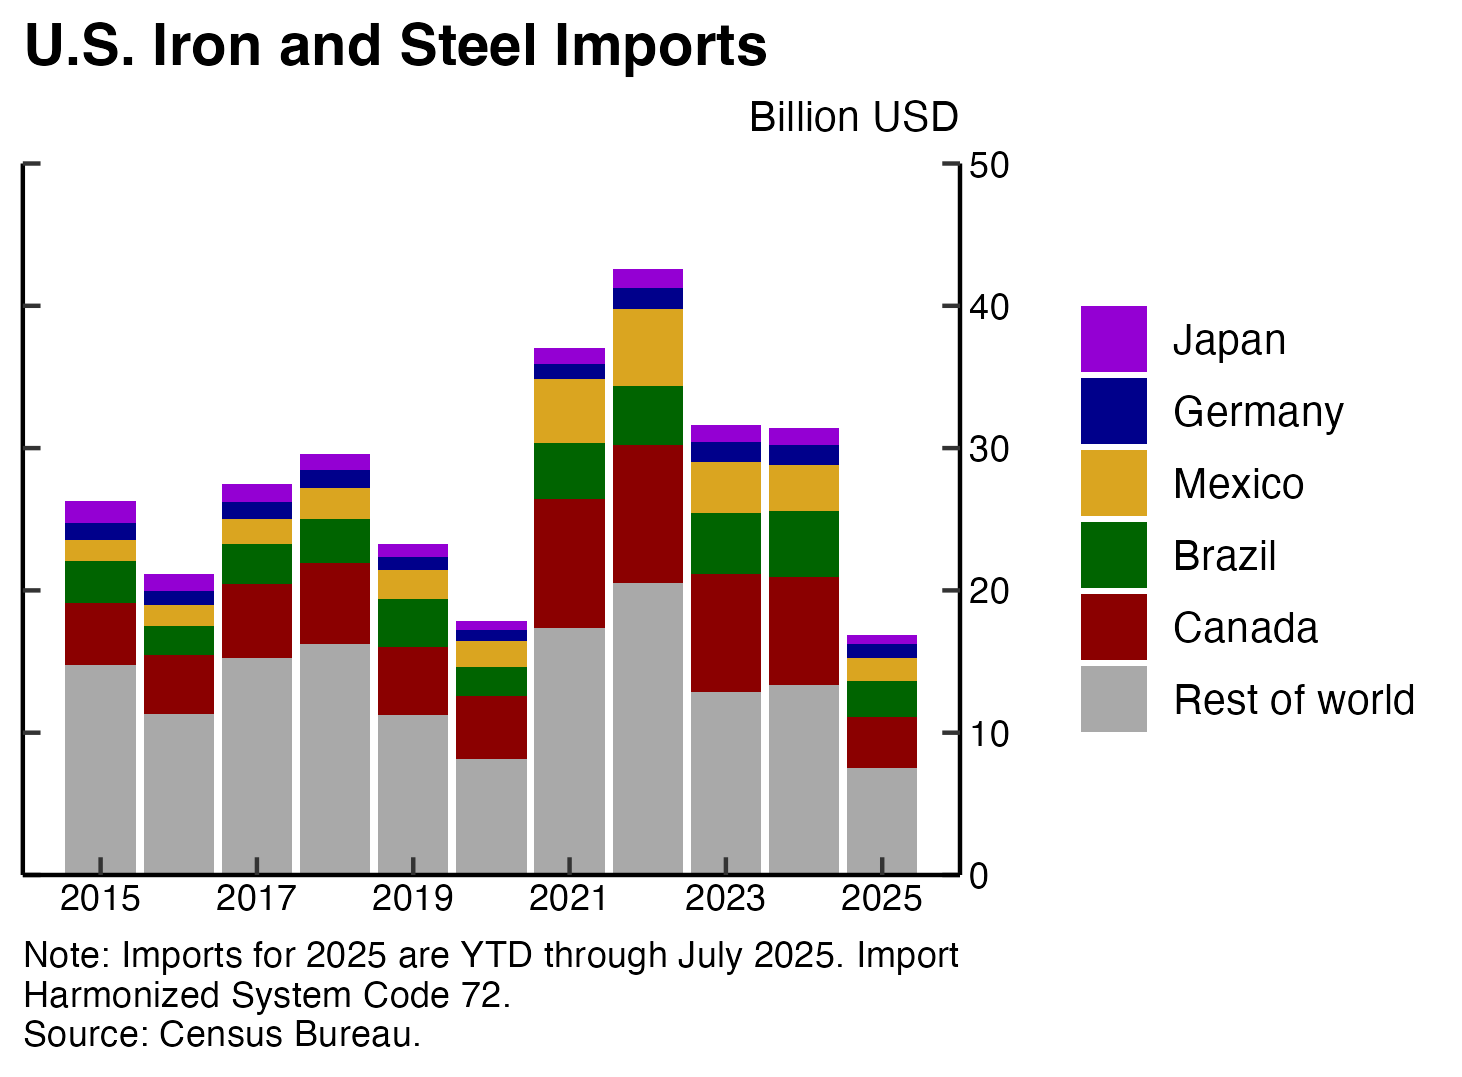 U.S. Iron and Steel Imports
Billion USD
50
40
30
20
10
0
2015 2017 2019 2021 2023 2025
Japan
Germany
Mexico
Brazil
Canada
Rest of world
Note: Imports for 2025 are YTD through July 2025. Import
Harmonized System Code 72.
Source: Census Bureau.